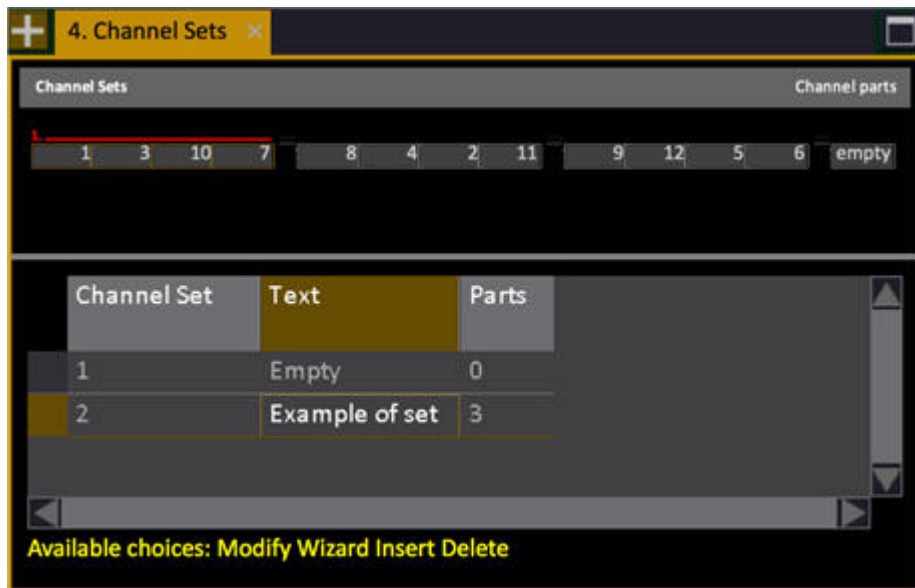 4. Channel Sets ×
Channel Sets Channel parts
1.
1 3 10 7 8 4 2 11 9 12 5 6 empty
Channel Set Text Parts
1 Empty 0
2 Example of set 3
Available choices: Modify Wizard Insert Delete